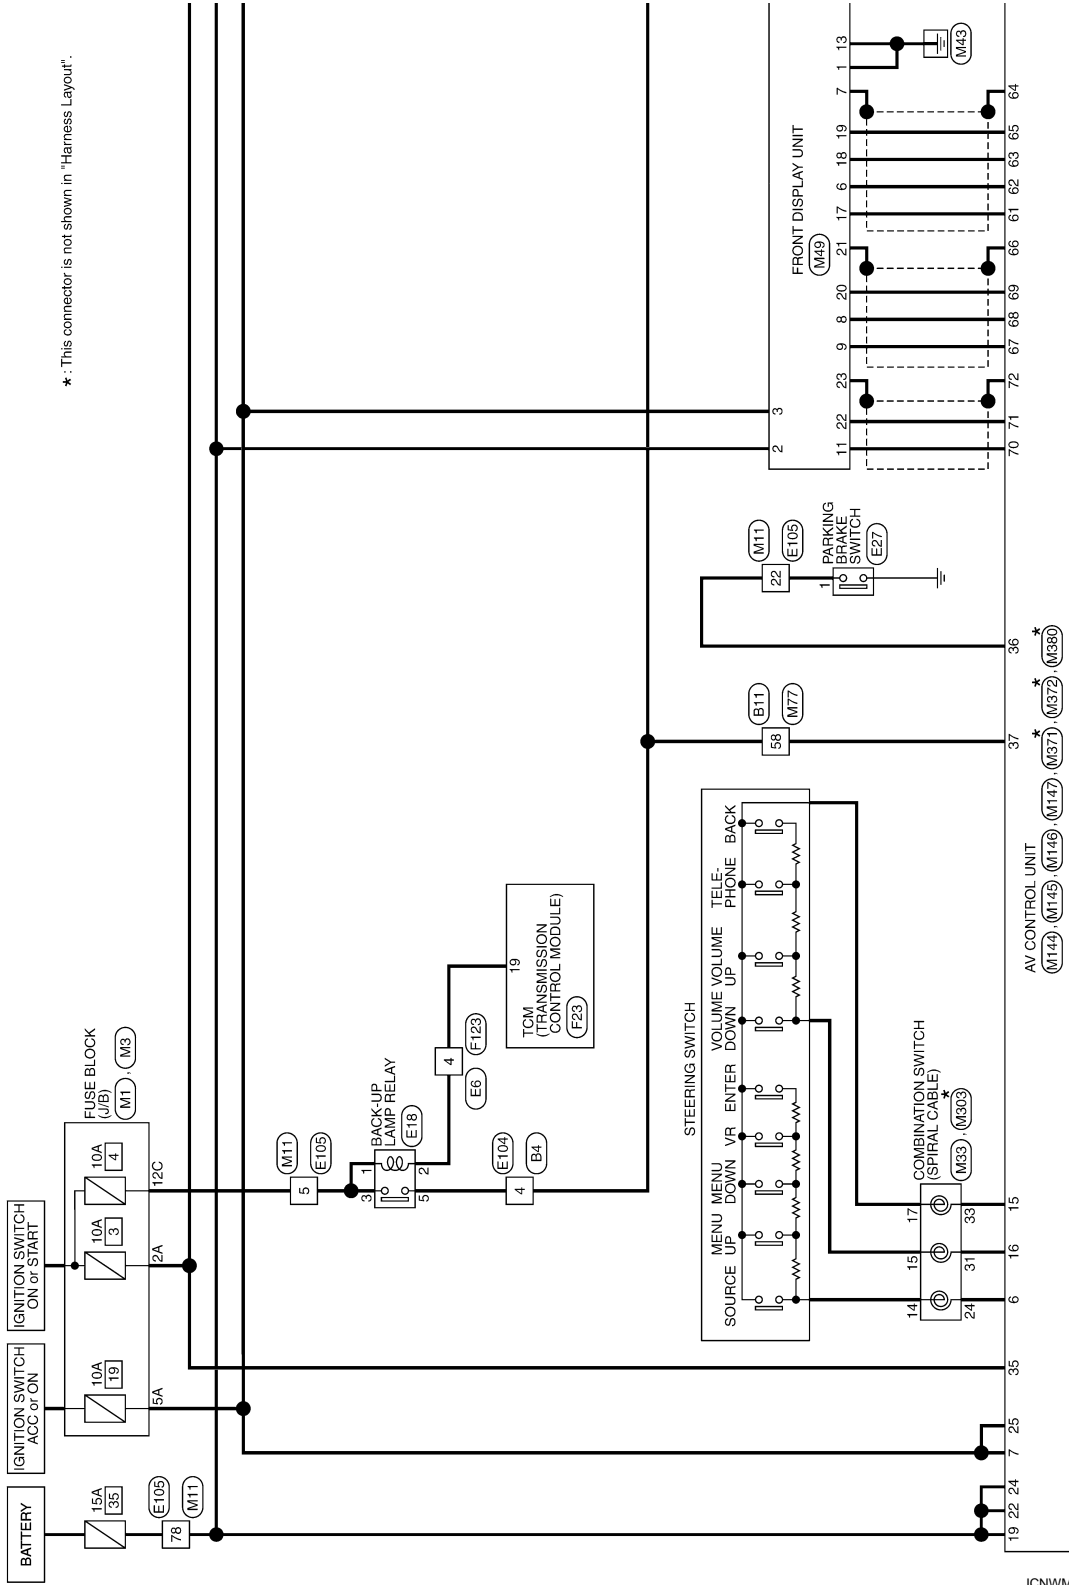 BATTERY
15A
35
E105
M11
78
IGNITION SWITCH
ACC or ON
10A
19
5A
IGNITION SWITCH
ON or START
10A
3
2A
10A
4
12C
FUSE BLOCK
(J/B)
M1 , M3
* : This connector is not shown in "Harness Layout".
M11
E105
5
BACK-UP
LAMP RELAY
E18
1
3
2
5
E6
F123
4
E104
B4
4
19
TCM
(TRANSMISSION
CONTROL MODULE)
F23
STEERING SWITCH
SOURCE
MENU
UP
MENU
DOWN
VR
ENTER
VOLUME
DOWN
VOLUME
UP
TELE-
PHONE
BACK
COMBINATION SWITCH
(SPIRAL CABLE)
M33 , M303
*
14
15
17
24
31
33
B11
M77
58
M11
E105
22
PARKING
BRAKE
SWITCH
E27
1
FRONT DISPLAY UNIT
M49
2
3
11
22
23
9
8
20
21
17
6
18
19
7
1
13
M43
19
22
24
7
25
35
6
16
15
37
36
70
71
72
67
68
69
66
61
62
63
65
64
AV CONTROL UNIT
M144 , M145 , M146 , M147 , M371 , M372 , M380
* * *
JCNWM